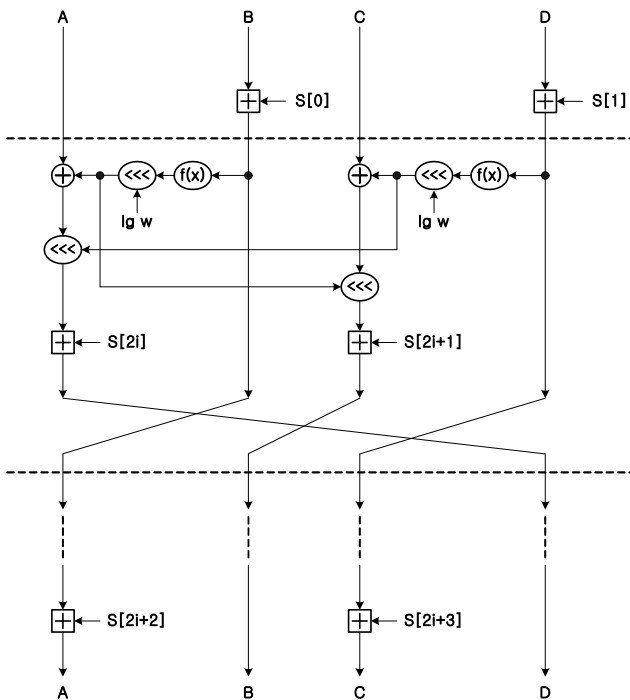 A B C D
S[0] S[1]
<<< f(x) <<< f(x)
lg w lg w
<<<
<<<
S[2i] S[2i+1]
S[2i+2] S[2i+3]
A B C D